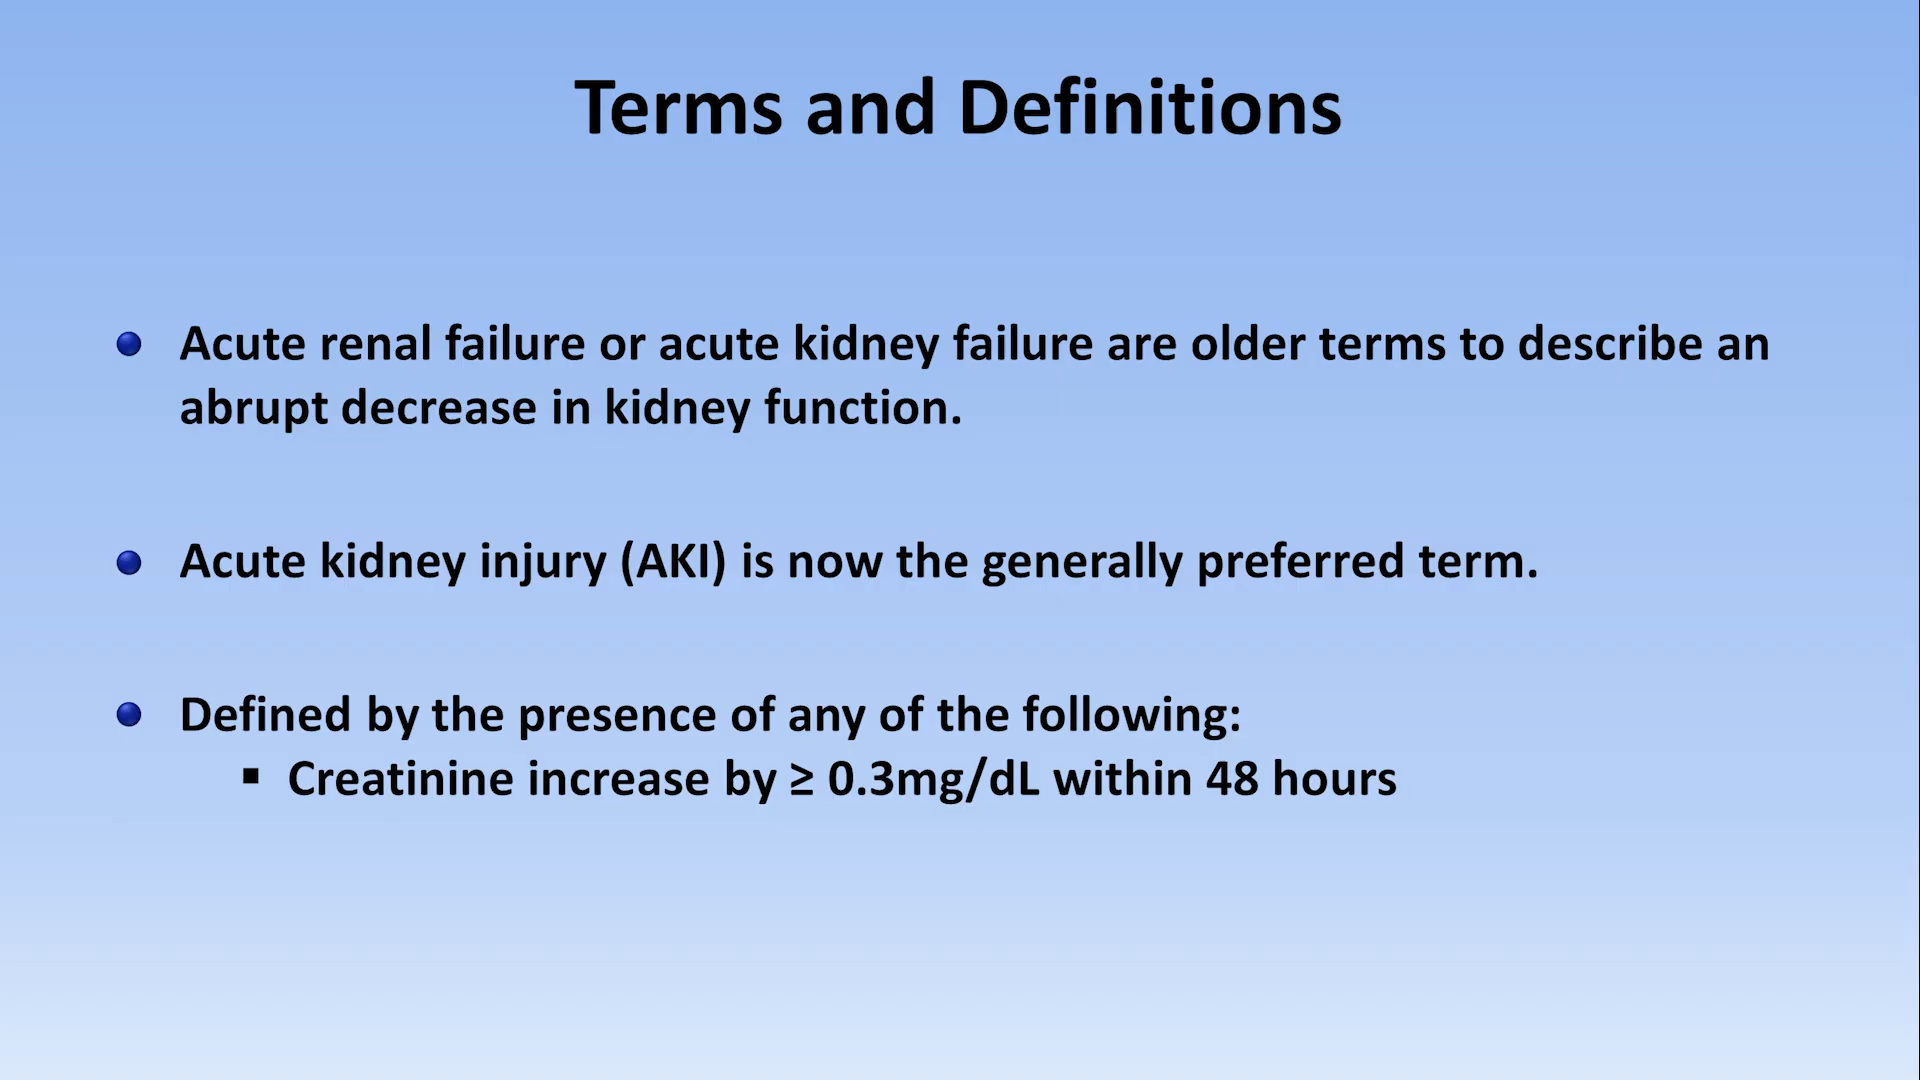 Terms and Definitions
Acute renal failure or acute kidney failure are older terms to describe an
abrupt decrease in kidney function.
Acute kidney injury (AKI) is now the generally preferred term.
Defined by the presence of any of the following:
Creatinine increase by ≥ 0.3mg/dL within 48 hours